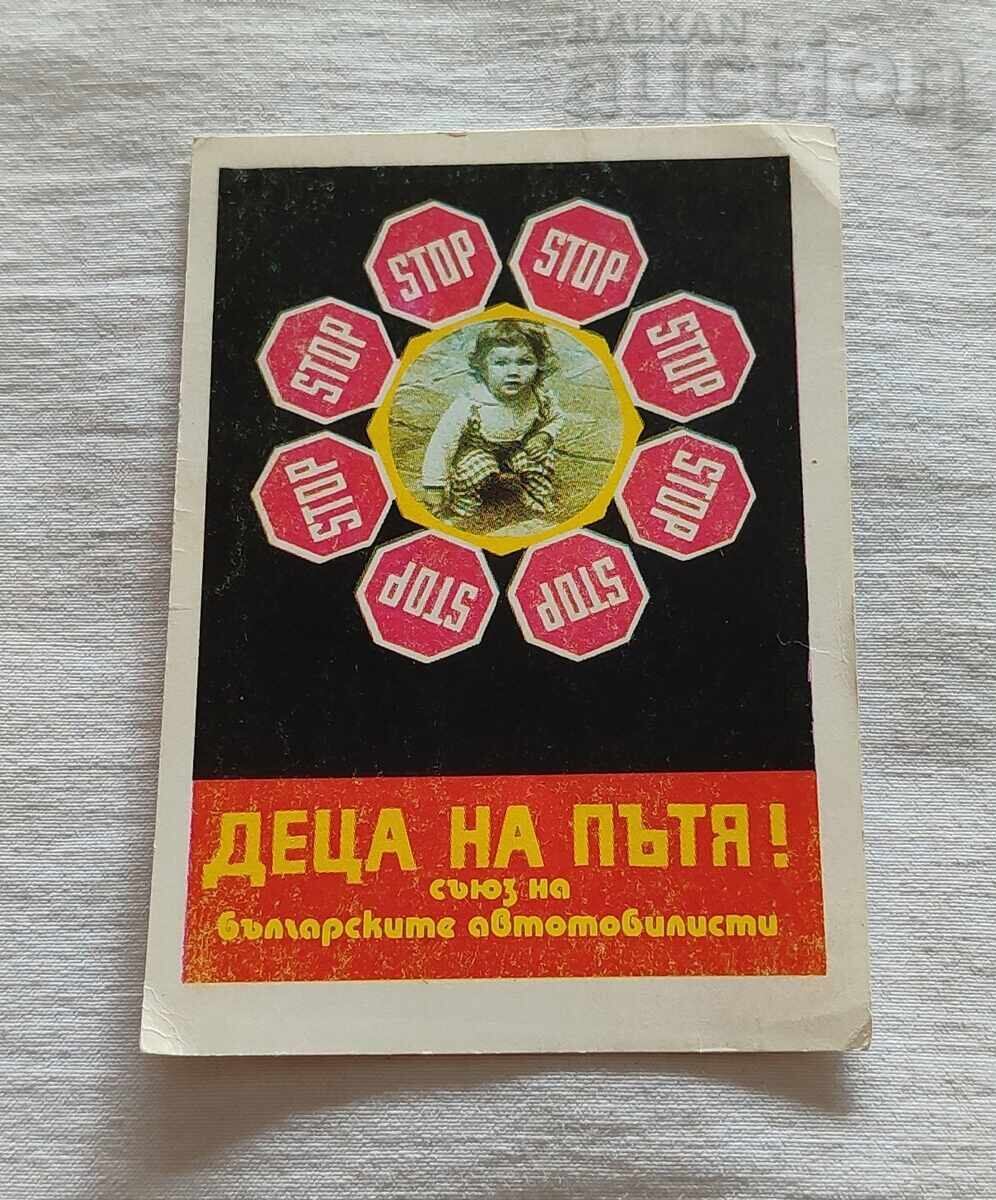 BALKAN
auction
STOP
STOP
STOP
STOP
STOP
STOP
STOP
STOP
ДЕЦА НА ПЪТЯ!
съюз на
българските автомобилисти